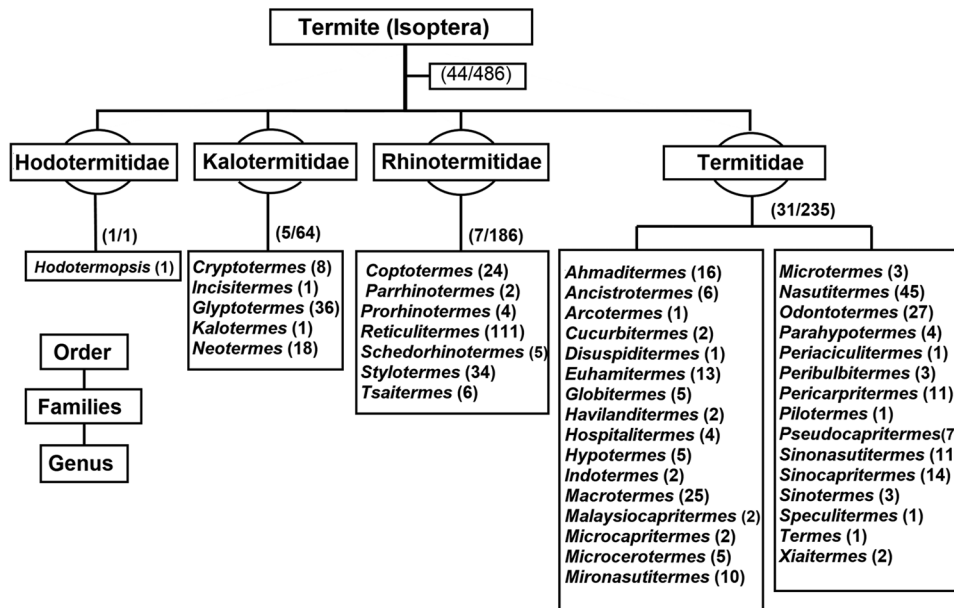 Termite (Isoptera)
(44/486)
Hodotermitidae
Kalotermitidae
Rhinotermitidae
Termitidae
(1/1)
(5/64)
(7/186)
(31/235)
Hodotermopsis (1)
Cryptotermes (8)
Incisitermes (1)
Glyptotermes (36)
Kalotermes (1)
Neotermes (18)
Coptotermes (24)
Parrhinotermes (2)
Prorhinotermes (4)
Reticulitermes (111)
Schedorhinotermes (5)
Stylotermes (34)
Tsaitermes (6)
Ahmaditermes (16)
Ancistrotermes (6)
Arcotermes (1)
Cucurbitermes (2)
Disuspiditermes (1)
Euhamitermes (13)
Globitermes (5)
Havilanditermes (2)
Hospitalitermes (4)
Hypotermes (5)
Indotermes (2)
Macrotermes (25)
Malaysiocapritermes (2)
Microcapritermes (2)
Microcerotermes (5)
Mironasutitermes (10)
Microtermes (3)
Nasutitermes (45)
Odontotermes (27)
Parahypotermes (4)
Periaciculitermes (1)
Peribulbitermes (3)
Pericarpritermes (11)
Pilotermes (1)
Pseudocapritermes(7
Sinonasutitermes (11
Sinocapritermes (14)
Sinotermes (3)
Speculitermes (1)
Termes (1)
Xiaitermes (2)
Order
Families
Genus